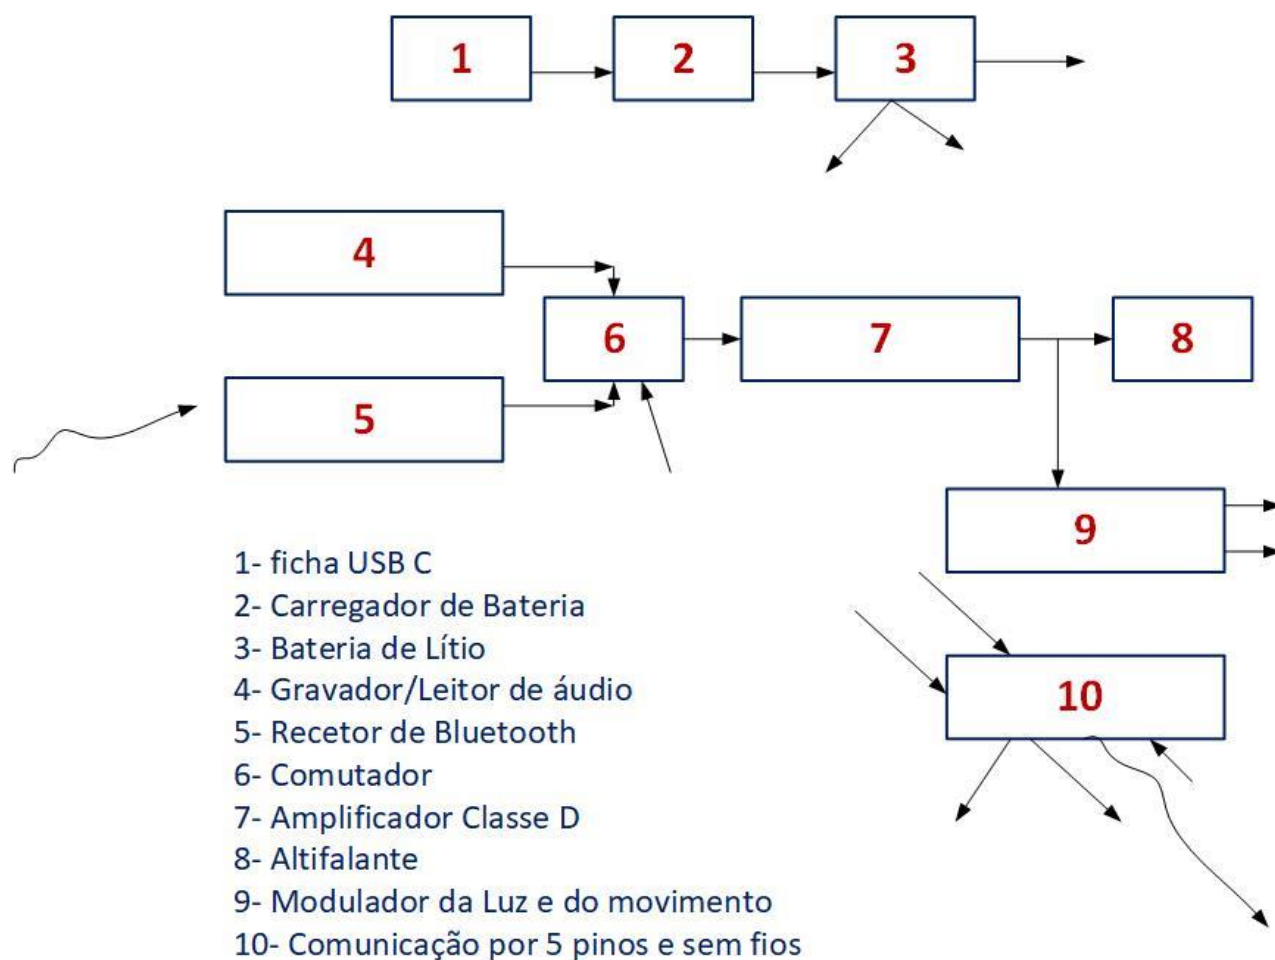 1
2
3
4
6
7
8
5
9
10
1- ficha USB C
2- Carregador de Bateria
3- Bateria de Lítio
4- Gravador/Leitor de áudio
5- Recetor de Bluetooth
6- Comutador
7- Amplificador Classe D
8- Altifalante
9- Modulador da Luz e do movimento
10- Comunicação por 5 pinos e sem fios